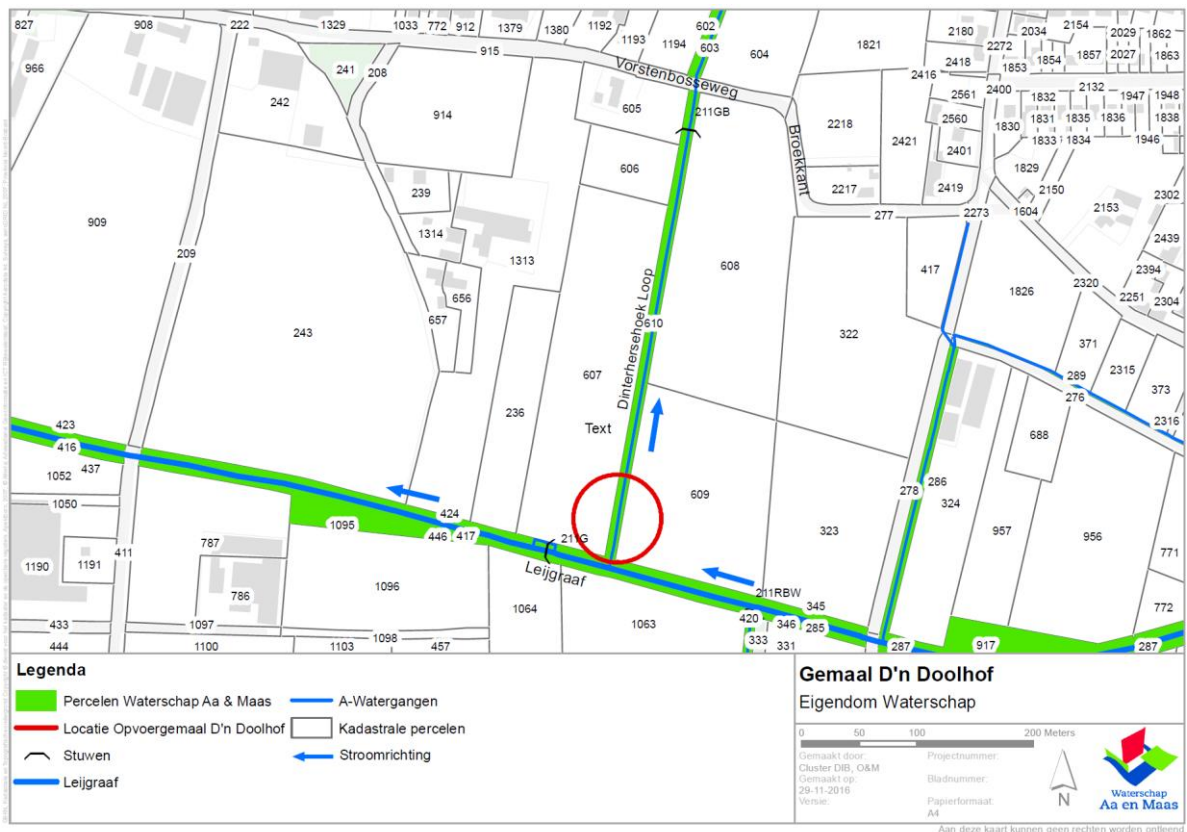 827 908 222 1329 1033 772 912 1379 1380 1192 1193 1194 602 603 604 1821 2180 2272 2034 2154 2029 1862
966 241 208 915 Vorstenbosseweg 2418 1853 1854 1857 2027 1863
242 914 605 211GB 2416 2400 2132 1947 1948
2561 1832
2218 2421 2560 1830 1831 1835 1836 1838
Broekkant 2401 1833 1834 1946
606 1829
239 2217 2419 2150 2302
909 1314 277 2273 1604 2153
209 1313 608 417 2439
656 1826 2320 2394
657 2251 2304
243 Dinterhersehoek Loop 610 322 371
607 289 2315 373
236 276
423 Text 2316
416 688
437 609
1052 278 286
1050 424 324
1095 446 417 323 957 956
411 787 211G 771
1190 1191 Leijgraaf
786 1096 211RBW 345 772
1064 420 346 285
433 1097 1098 1063 333 287 917 287
444 1100 1103 457 331
Legenda
Percelen Waterschap Aa & Maas
Locatie Opvoergemaal D'n Doolhof
Stuwen
Leijgraaf
A-Watergangen
Kadastrale percelen
Stroomrichting
Gemaal D'n Doolhof
Eigendom Waterschap
0 50 100 200 Meters
Gemaakt door: Projectnummer:
Cluster DIB, O&M
Gemaakt op: Bladnummer:
29-11-2016
Versie: Papierformaat:
A4
N
Waterschap
Aa en Maas
Aan deze kaart kunnen geen rechten worden ontleend